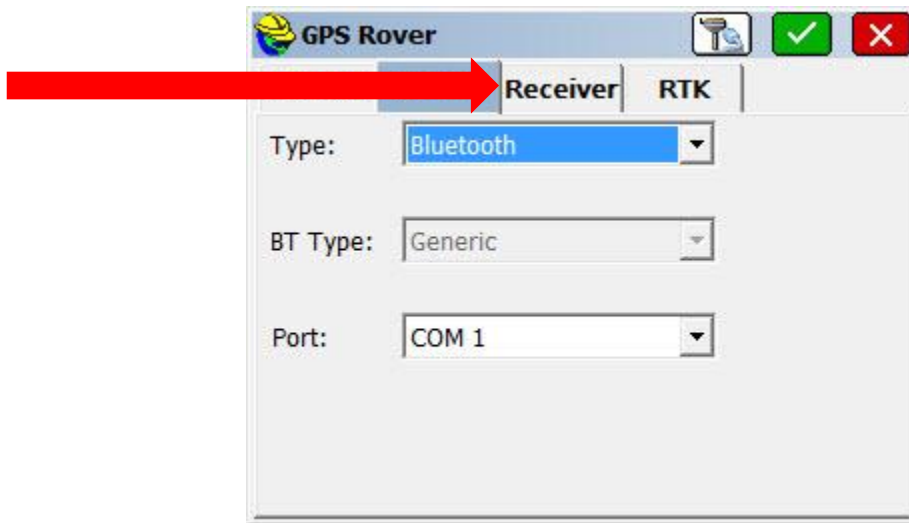 GPS Rover
Receiver RTK
Type: Bluetooth
BT Type: Generic
Port: COM 1